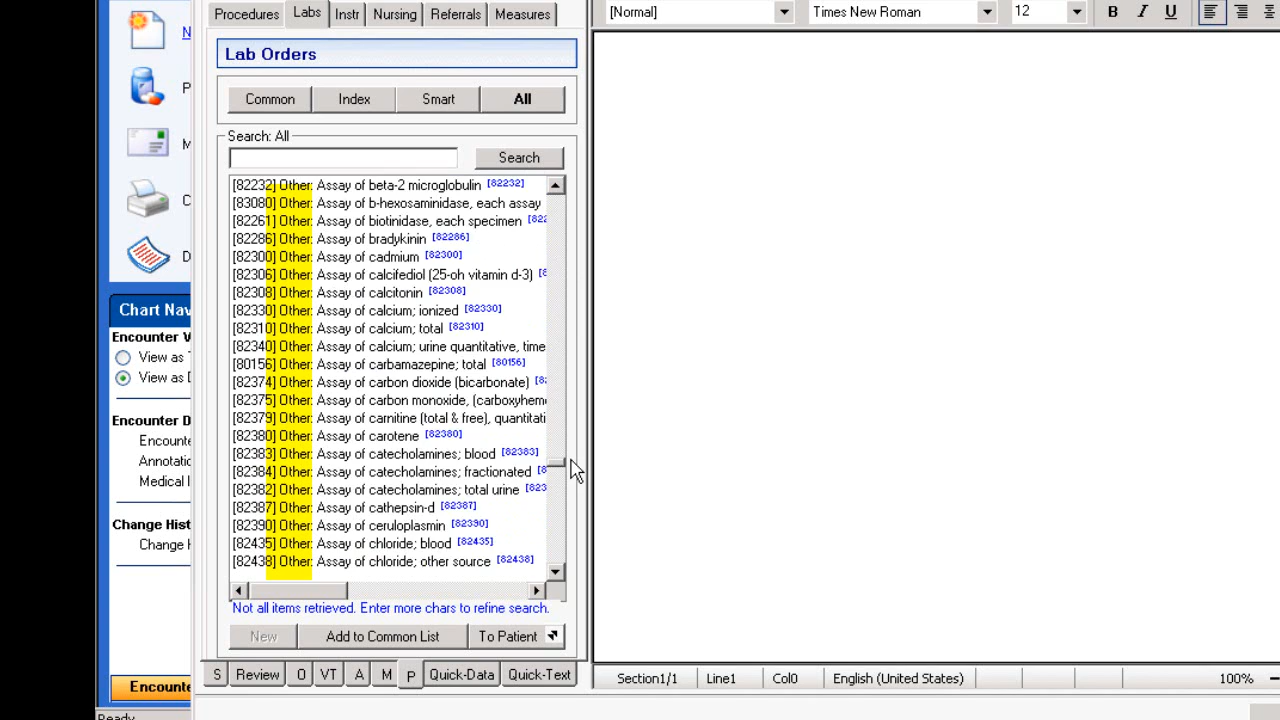 Procedures Labs Instr Nursing Referrals Measures
[Normal] Times New Roman 12 B I U
Lab Orders
Common Index Smart All
Search: All
Search
[82232] Other: Assay of beta-2 microglobulin [82232]
[83080] Other: Assay of b-hexosaminidase, each assay
[82261] Other: Assay of biotinidase, each specimen [822
[82286] Other: Assay of bradykinin [82286]
[82300] Other: Assay of cadmium [82300]
[82306] Other: Assay of calcifediol (25-oh vitamin d-3) [8
[82308] Other: Assay of calcitonin [82308]
[82330] Other: Assay of calcium; ionized [82330]
[82310] Other: Assay of calcium; total [82310]
[82340] Other: Assay of calcium; urine quantitative, time
[80156] Other: Assay of carbamazepine; total [80156]
[82374] Other: Assay of carbon dioxide (bicarbonate) [82
[82375] Other: Assay of carbon monoxide, (carboxyhemo
[82379] Other: Assay of carnitine (total & free), quantitati
[82380] Other: Assay of carotene [82380]
[82383] Other: Assay of catecholamines; blood [82383]
[82384] Other: Assay of catecholamines; fractionated [8
[82382] Other: Assay of catecholamines; total urine [823
[82387] Other: Assay of cathepsin-d [82387]
[82390] Other: Assay of ceruloplasmin [82390]
[82435] Other: Assay of chloride; blood [82435]
[82438] Other: Assay of chloride; other source [82438]
Not all items retrieved. Enter more chars to refine search.
New Add to Common List To Patient
S Review O VT A M P Quick-Data Quick-Text
N
P
M
C
D
Chart Nav
Encounter V
View as T
View as D
Encounter D
Encounte
Annotatio
Medical I
Change Hist
Change H
Encounte
Ready
Section1/1 Line1 Col0 English (United States) 100%